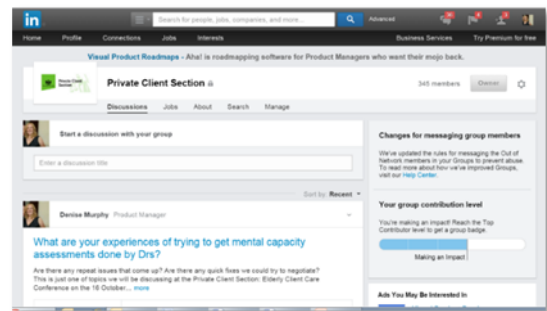 in
Search for people, jobs, companies, and more...
Advanced
Home Profile Connections Jobs Interests
Business Services Try Premium for free
Visual Product Roadmaps - Aha! is roadmapping software for Product Managers who want their mojo back.
Private Client Section
345 members
Owner
Discussions Jobs About Search Manage
Start a discussion with your group
Enter a discussion title
Sort by Recent
Denise Murphy Product Manager
What are your experiences of trying to get mental capacity
assessments done by Drs?
Are there any repeat issues that come up? Are there any quick fixes we could try to negotiate?
This is just one of topics we will be discussing at the Private Client Section: Elderly Client Care
Conference on the 16 October... more
Changes for messaging
group members
We've updated the rules for messaging the Out of
Network members in your Groups to prevent abuse.
To read more about how we've improved Groups,
visit our Help Center.
Your group contribution
level
You're making an impact! Reach the Top
Contributor level to get a group badge.
Making an Impact
Ads You May Be Interested In